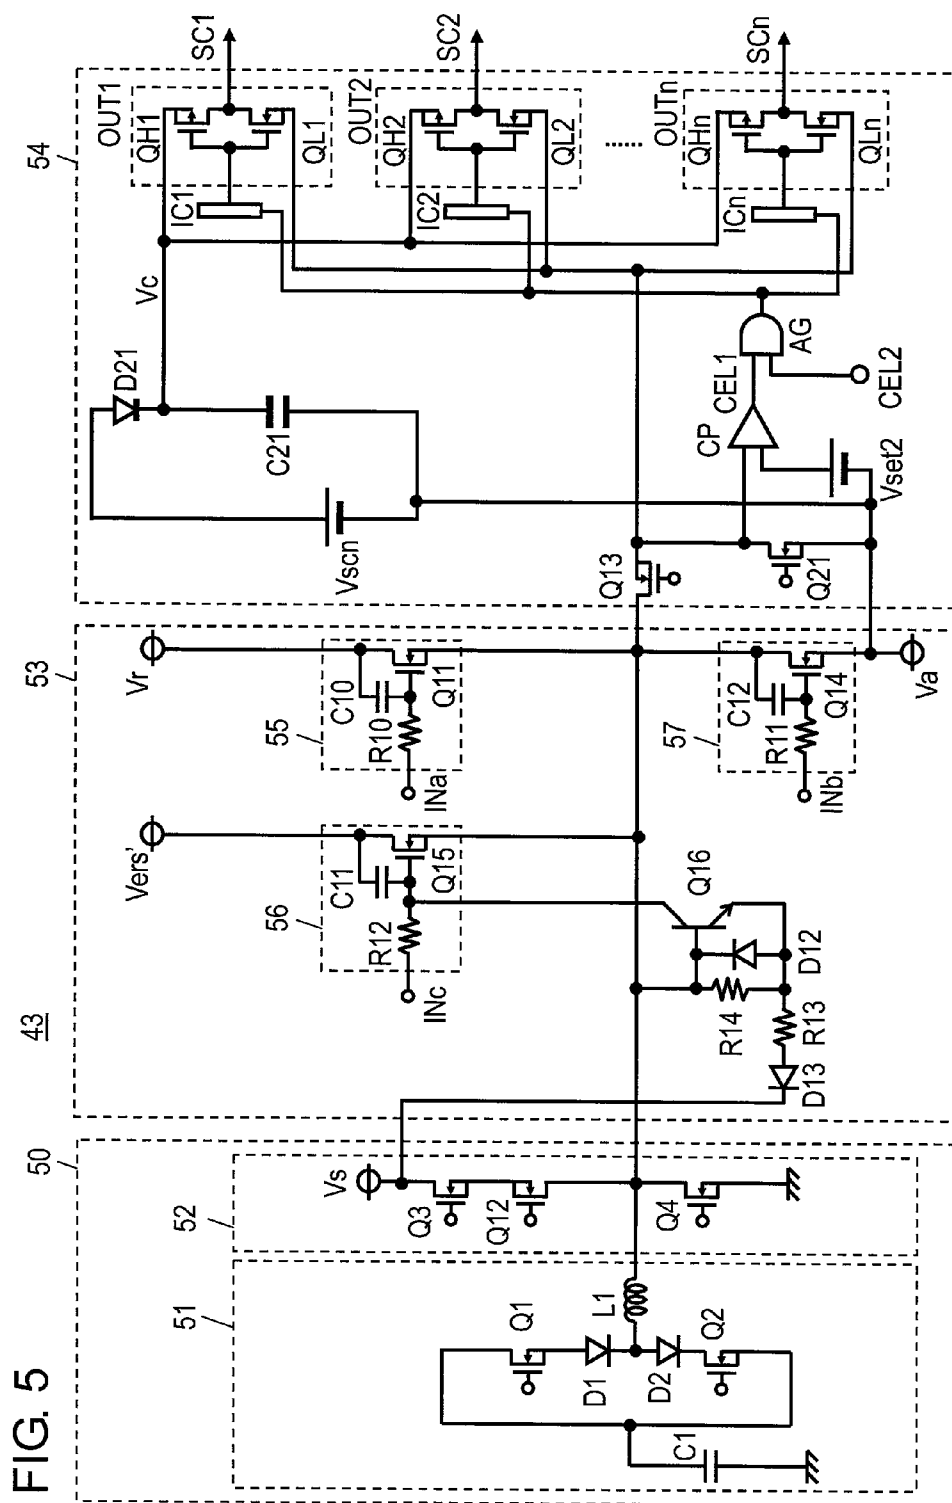 FIG. 5
50
51
52
C1
Q1
D1
D2
Q2
L1
Vs
Q3
Q12
Q4
43
53
Vers'
56
C11
R12
Q15
INc
Q16
R14
D12
D13
R13
Vr
55
C10
R10
Q11
INa
57
C12
R11
Q14
INb
Va
54
Vscn
D21
C21
Vc
Q13
Q21
Vset2
CP
CEL1
CEL2
AG
IC1
OUT1
QH1
QL1
SC1
IC2
OUT2
QH2
QL2
SC2
......
ICn
OUTn
QHn
QLn
SCn